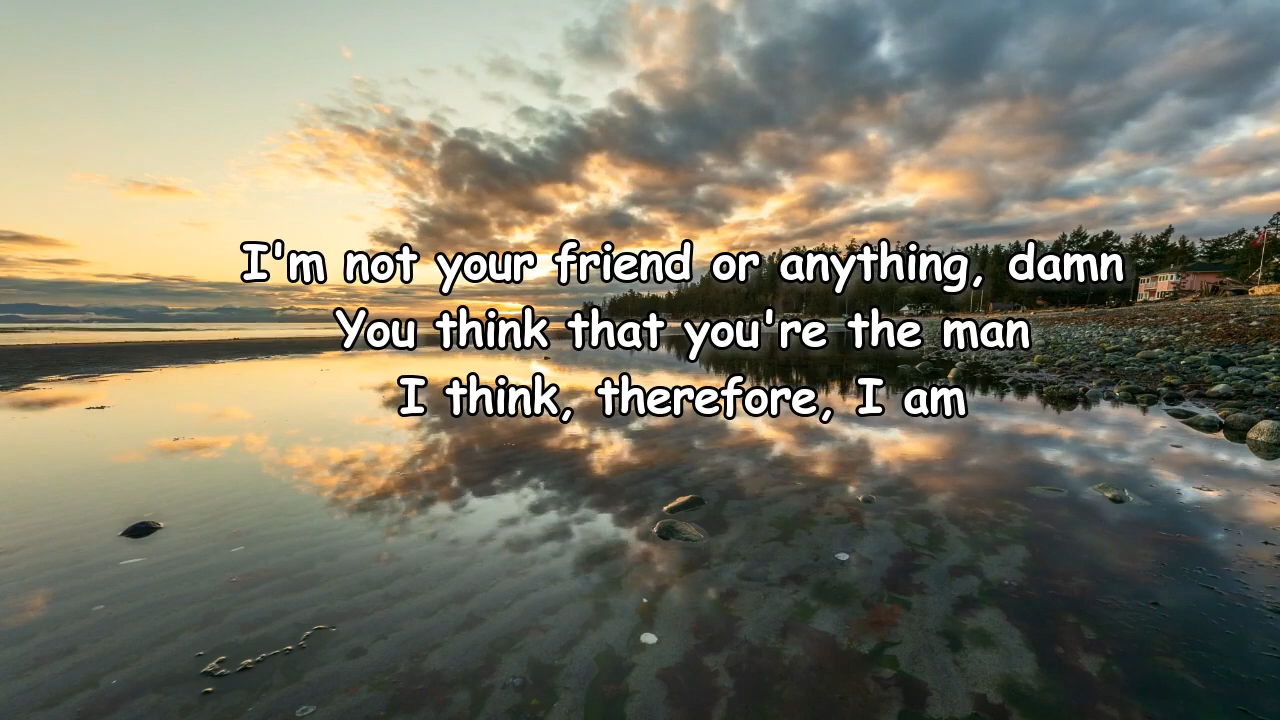 I'm not your friend or anything, damn
You think that you're the man
I think, therefore, I am